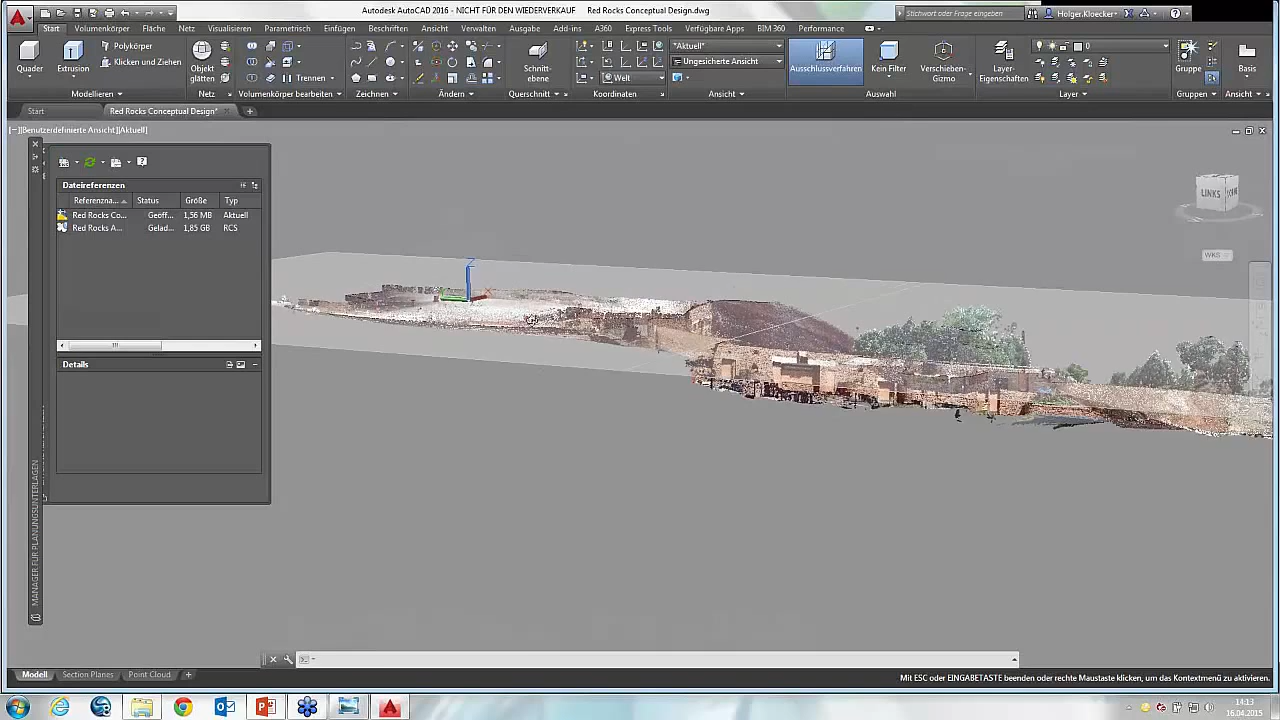 Autodesk AutoCAD 2016 - NICHT FÜR DEN WIEDERVERKAUF Red Rocks Conceptual Design.dwg
Stichwort oder Frage eingeben
Holger.Kloecker
Start Volumenkörper Fläche Netz Visualisieren Parametrisch Einfügen Beschriften Ansicht Verwalten Ausgabe Add-ins A360 Express Tools Verfügbare Apps BIM 360 Performance
Quader
Extrusion
Polykörper
Klicken und Ziehen
Objekt glätten
Trennen
Schnitt-ebene
Welt
*Aktuell*
Ungesicherte Ansicht
Ausschlussverfahren
Kein Filter
Verschieben-Gizmo
Layer Eigenschaften
0
Gruppe
Basis
Modellieren Netz Volumenkörper bearbeiten Zeichnen Ändern Querschnitt Koordinaten Ansicht Auswahl Layer Gruppen Ansicht
Start Red Rocks Conceptual Design*
[−][Benutzerdefinierte Ansicht][Aktuell]
Dateireferenzen
Referenzna... Status Größe Typ
Red Rocks Co... Geoff... 1,56 MB Aktuell
Red Rocks A... Gelad... 1,85 GB RCS
Details
MANAGER FÜR PLANUNGSUNTERLAGEN
LINKS
WKS
Z
X
Modell Section Planes Point Cloud
Mit ESC oder EINGABETASTE beenden oder rechte Maustaste klicken, um das Kontextmenü zu aktivieren.
14:13
16.04.2015